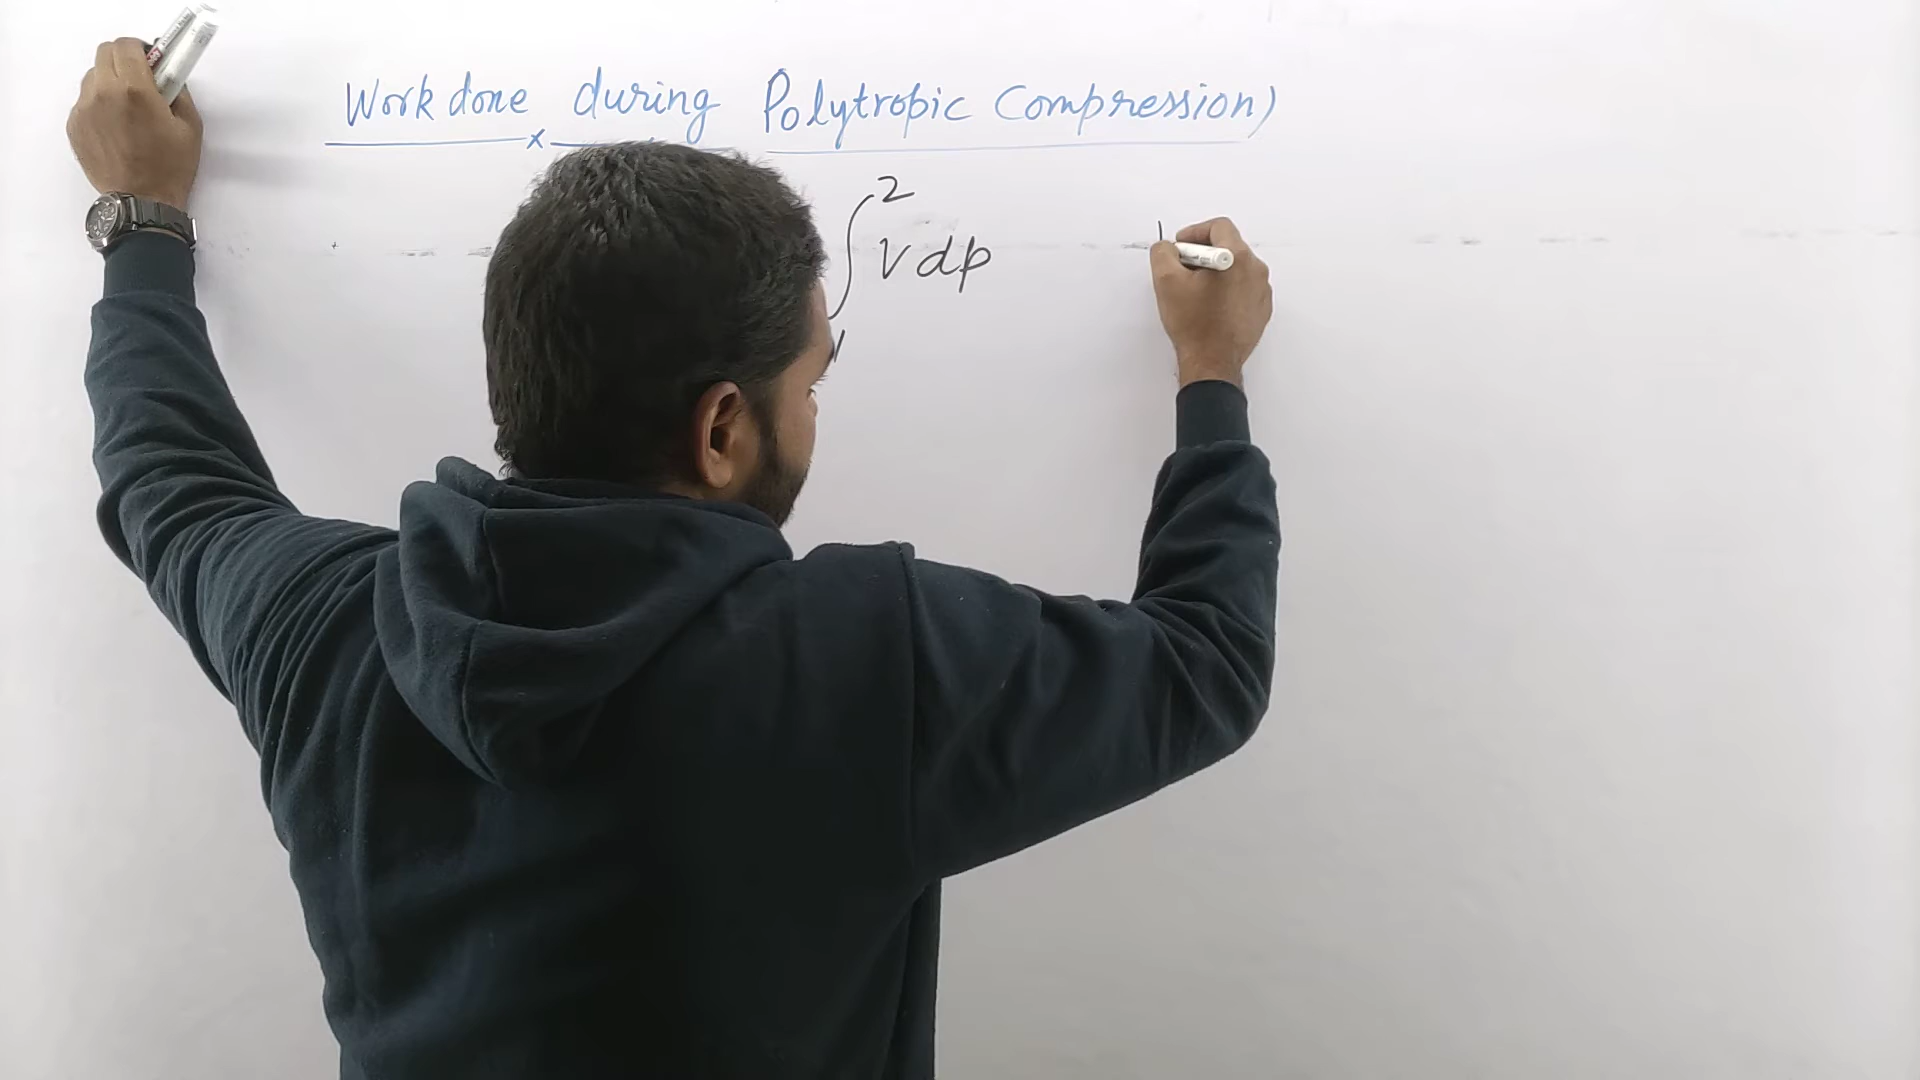 Work done during Polytropic Compression)
∫₁² V dp